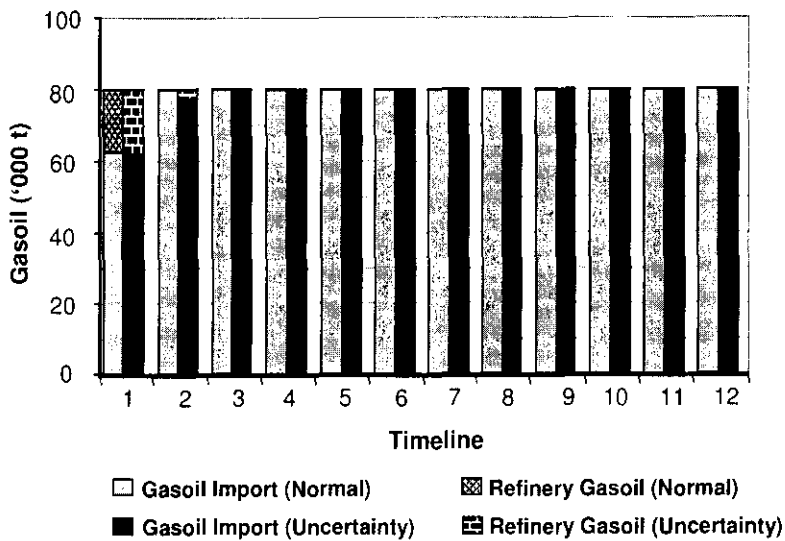 100
80
60
40
20
0
Gasoil ('000 t)
1 2 3 4 5 6 7 8 9 10 11 12
Timeline
Gasoil Import (Normal)
Refinery Gasoil (Normal)
Gasoil Import (Uncertainty)
Refinery Gasoil (Uncertainty)